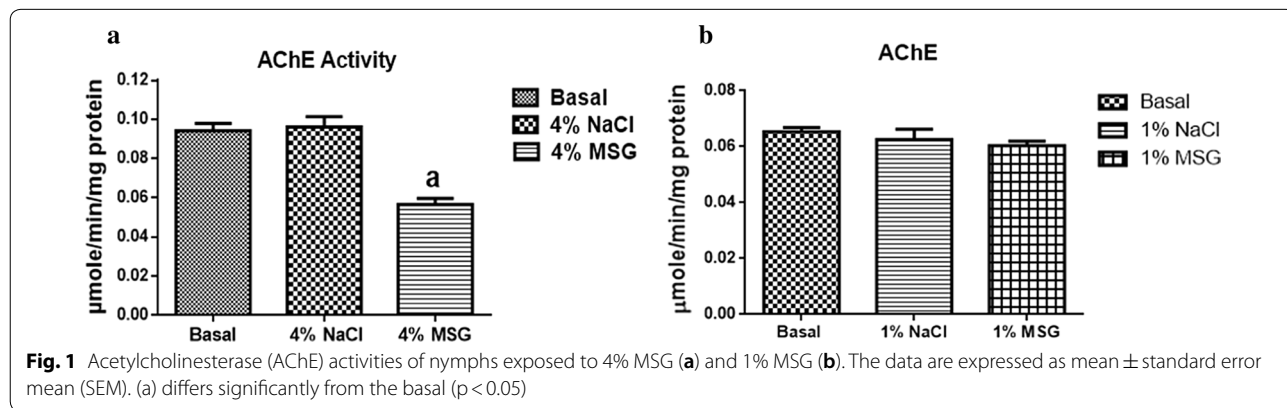 a
AChE Activity
µmole/min/mg protein
0.12
0.10
0.08
0.06
0.04
0.02
0.00
a
Basal
4% NaCl
4% MSG
Basal
4% NaCl
4% MSG
b
AChE
µmole/min/mg protein
0.08
0.06
0.04
0.02
0.00
Basal
1% NaCl
1% MSG
Basal
1% NaCl
1% MSG
Fig. 1 Acetylcholinesterase (AChE) activities of nymphs exposed to 4% MSG (a) and 1% MSG (b). The data are expressed as mean ± standard error
mean (SEM). (a) differs significantly from the basal (p < 0.05)